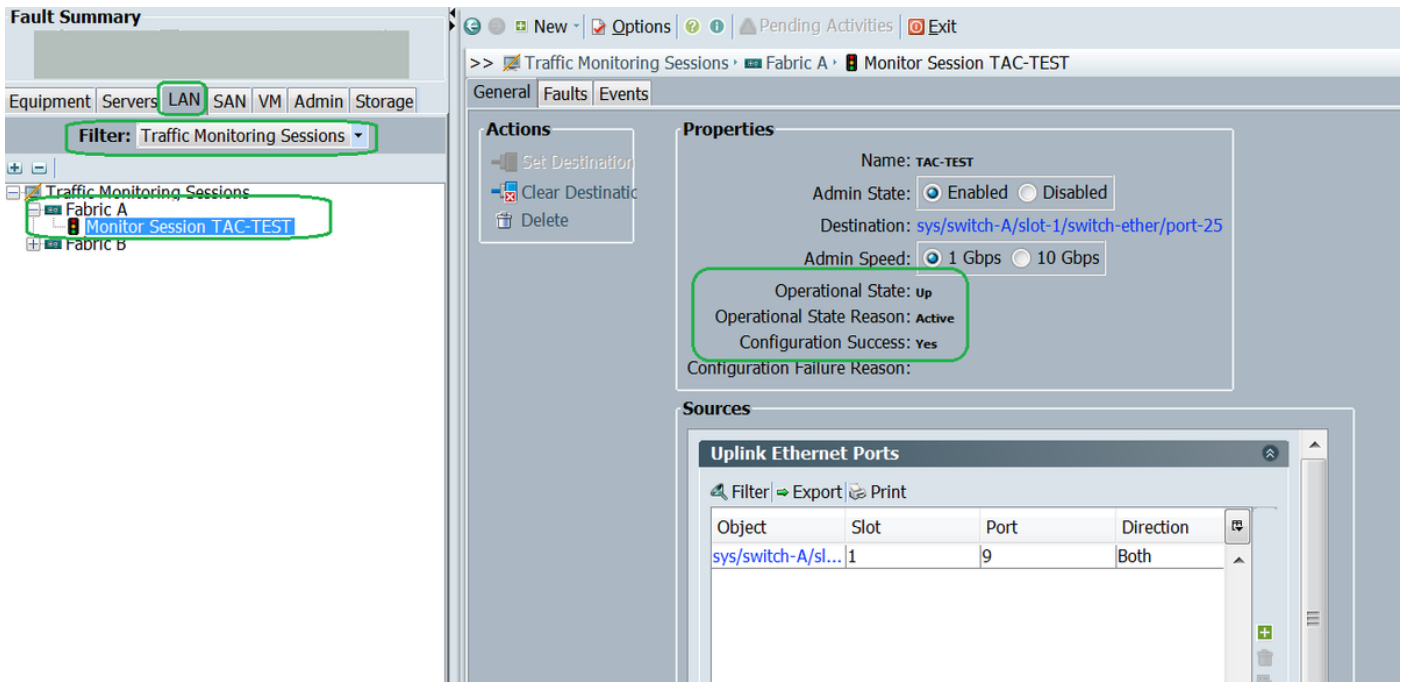 Fault Summary
New Options Pending Activities Exit
>> Traffic Monitoring Sessions Fabric A Monitor Session TAC-TEST
Equipment Servers LAN SAN VM Admin Storage
Filter: Traffic Monitoring Sessions
Traffic Monitoring Sessions
Fabric A
Monitor Session TAC-TEST
Fabric B
General Faults Events
Actions
Set Destination
Clear Destinatic
Delete
Properties
Name: TAC-TEST
Admin State: Enabled Disabled
Destination: sys/switch-A/slot-1/switch-ether/port-25
Admin Speed: 1 Gbps 10 Gbps
Operational State: Up
Operational State Reason: Active
Configuration Success: Yes
Configuration Failure Reason:
Sources
Uplink Ethernet Ports
Filter Export Print
Object Slot Port Direction
sys/switch-A/sl... 1 9 Both